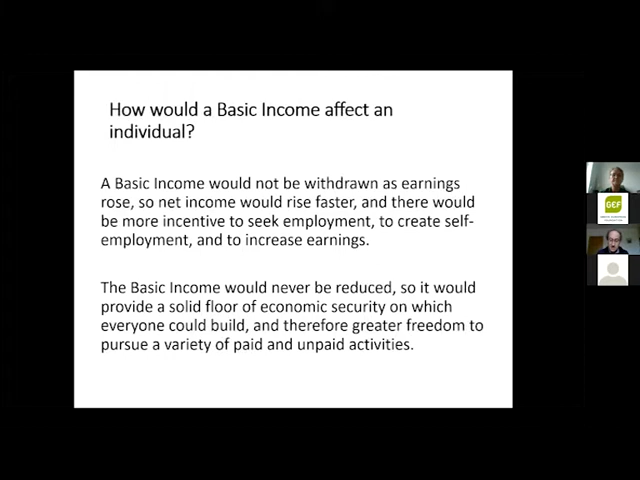 How would a Basic Income affect an
individual?
A Basic Income would not be withdrawn as earnings
rose, so net income would rise faster, and there would
be more incentive to seek employment, to create self-
employment, and to increase earnings.
The Basic Income would never be reduced, so it would
provide a solid floor of economic security on which
everyone could build, and therefore greater freedom to
pursue a variety of paid and unpaid activities.
GEF